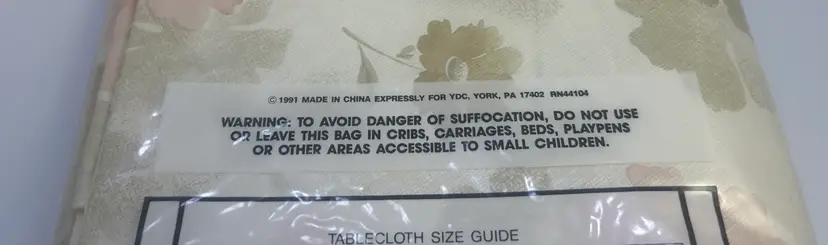 © 1991 MADE IN CHINA EXPRESSLY FOR YDC, YORK, PA 17402 RN44104
WARNING: TO AVOID DANGER OF SUFFOCATION, DO NOT USE
OR LEAVE THIS BAG IN CRIBS, CARRIAGES, BEDS, PLAYPENS
OR OTHER AREAS ACCESSIBLE TO SMALL CHILDREN.
TABLECLOTH SIZE GUIDE